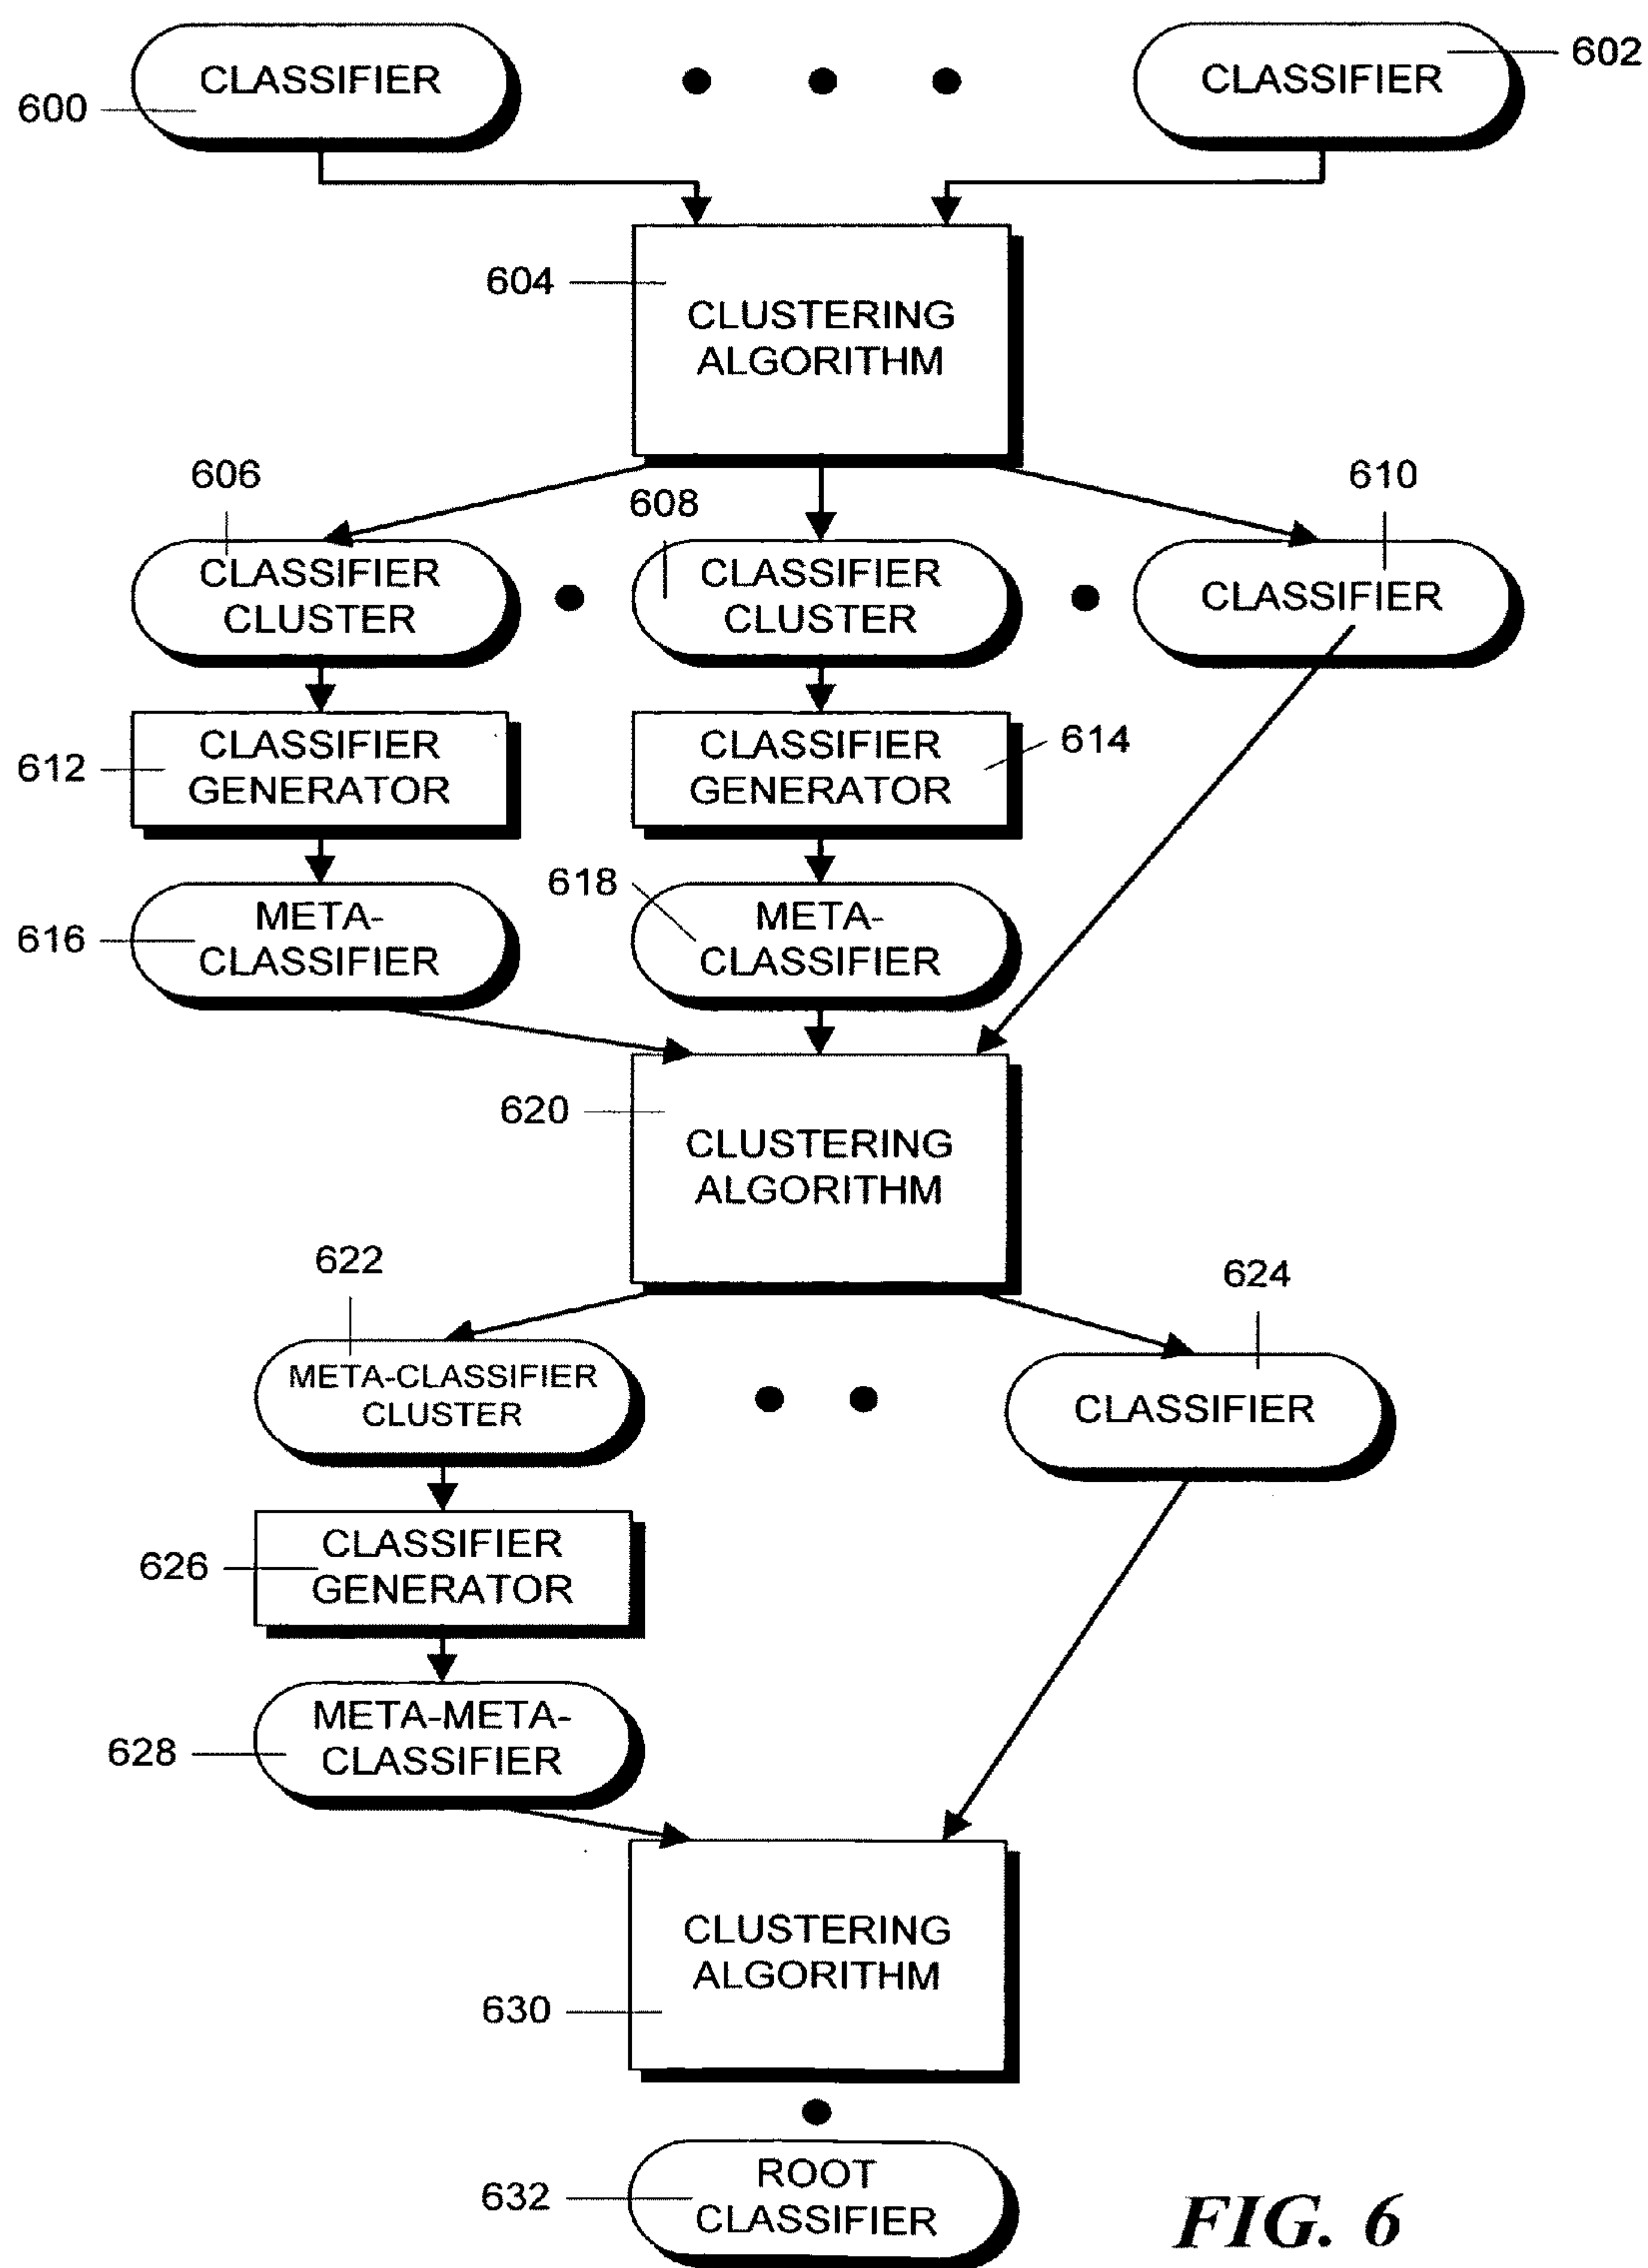 CLASSIFIER
600
CLASSIFIER
602
604
CLUSTERING
ALGORITHM
606
608
610
CLASSIFIER
CLUSTER
CLASSIFIER
CLUSTER
CLASSIFIER
612
CLASSIFIER
GENERATOR
CLASSIFIER
GENERATOR
614
616
META-
CLASSIFIER
618
META-
CLASSIFIER
620
CLUSTERING
ALGORITHM
622
624
META-CLASSIFIER
CLUSTER
CLASSIFIER
626
CLASSIFIER
GENERATOR
628
META-META-
CLASSIFIER
CLUSTERING
ALGORITHM
630
632
ROOT
CLASSIFIER
FIG. 6